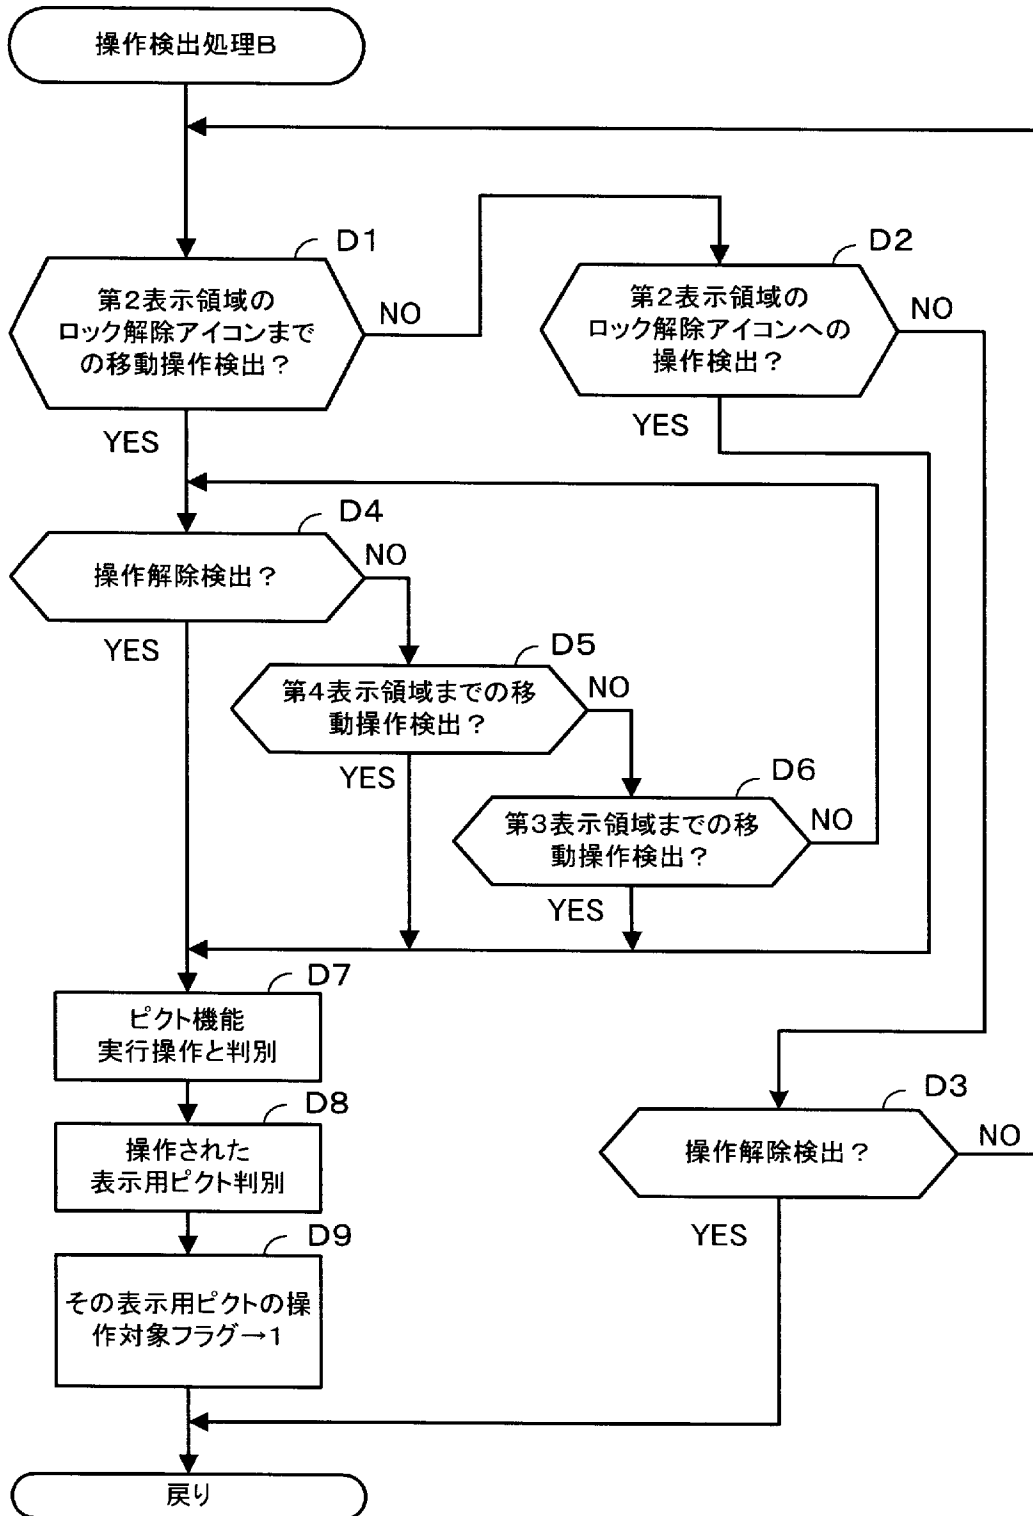 操作検出処理B
D1
第2表示領域の
ロック解除アイコンまで
の移動操作検出?
NO
YES
D2
第2表示領域の
ロック解除アイコンへの
操作検出?
NO
YES
D4
操作解除検出?
NO
YES
D5
第4表示領域までの移
動操作検出?
NO
YES
D6
第3表示領域までの移
動操作検出?
NO
YES
D7
ピクト機能
実行操作と判別
D8
操作された
表示用ピクト判別
D9
その表示用ピクトの操
作対象フラグ→1
D3
操作解除検出?
NO
YES
戻り